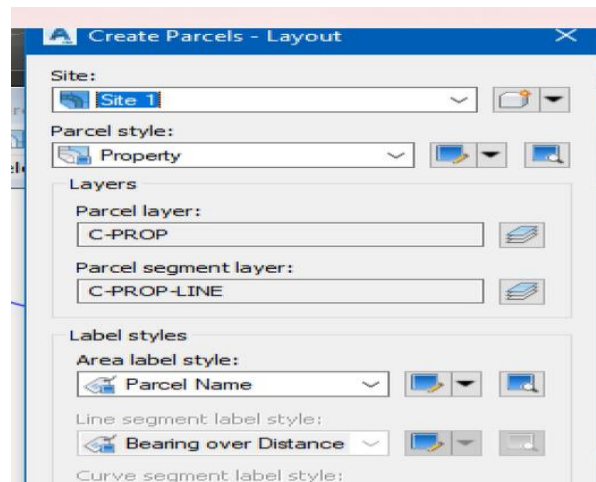 Create Parcels - Layout
Site:
Site 1
Parcel style:
Property
Layers
Parcel layer:
C-PROP
Parcel segment layer:
C-PROP-LINE
Label styles
Area label style:
Parcel Name
Line segment label style:
Bearing over Distance
Curve segment label style: